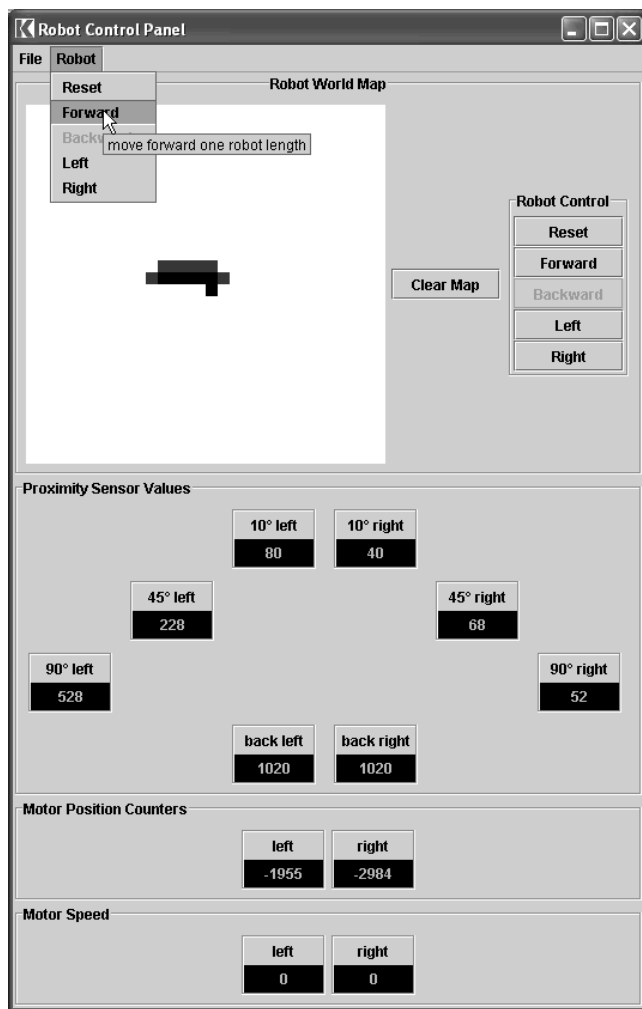 Robot Control Panel
File Robot
Robot World Map
Reset
Forward
move forward one robot length
Left
Right
Robot Control
Reset
Forward
Clear Map
Backward
Left
Right
Proximity Sensor Values
10° left 10° right
80 40
45° left 45° right
228 68
90° left 90° right
528 52
back left back right
1020 1020
Motor Position Counters
left right
-1955 -2984
Motor Speed
left right
0 0